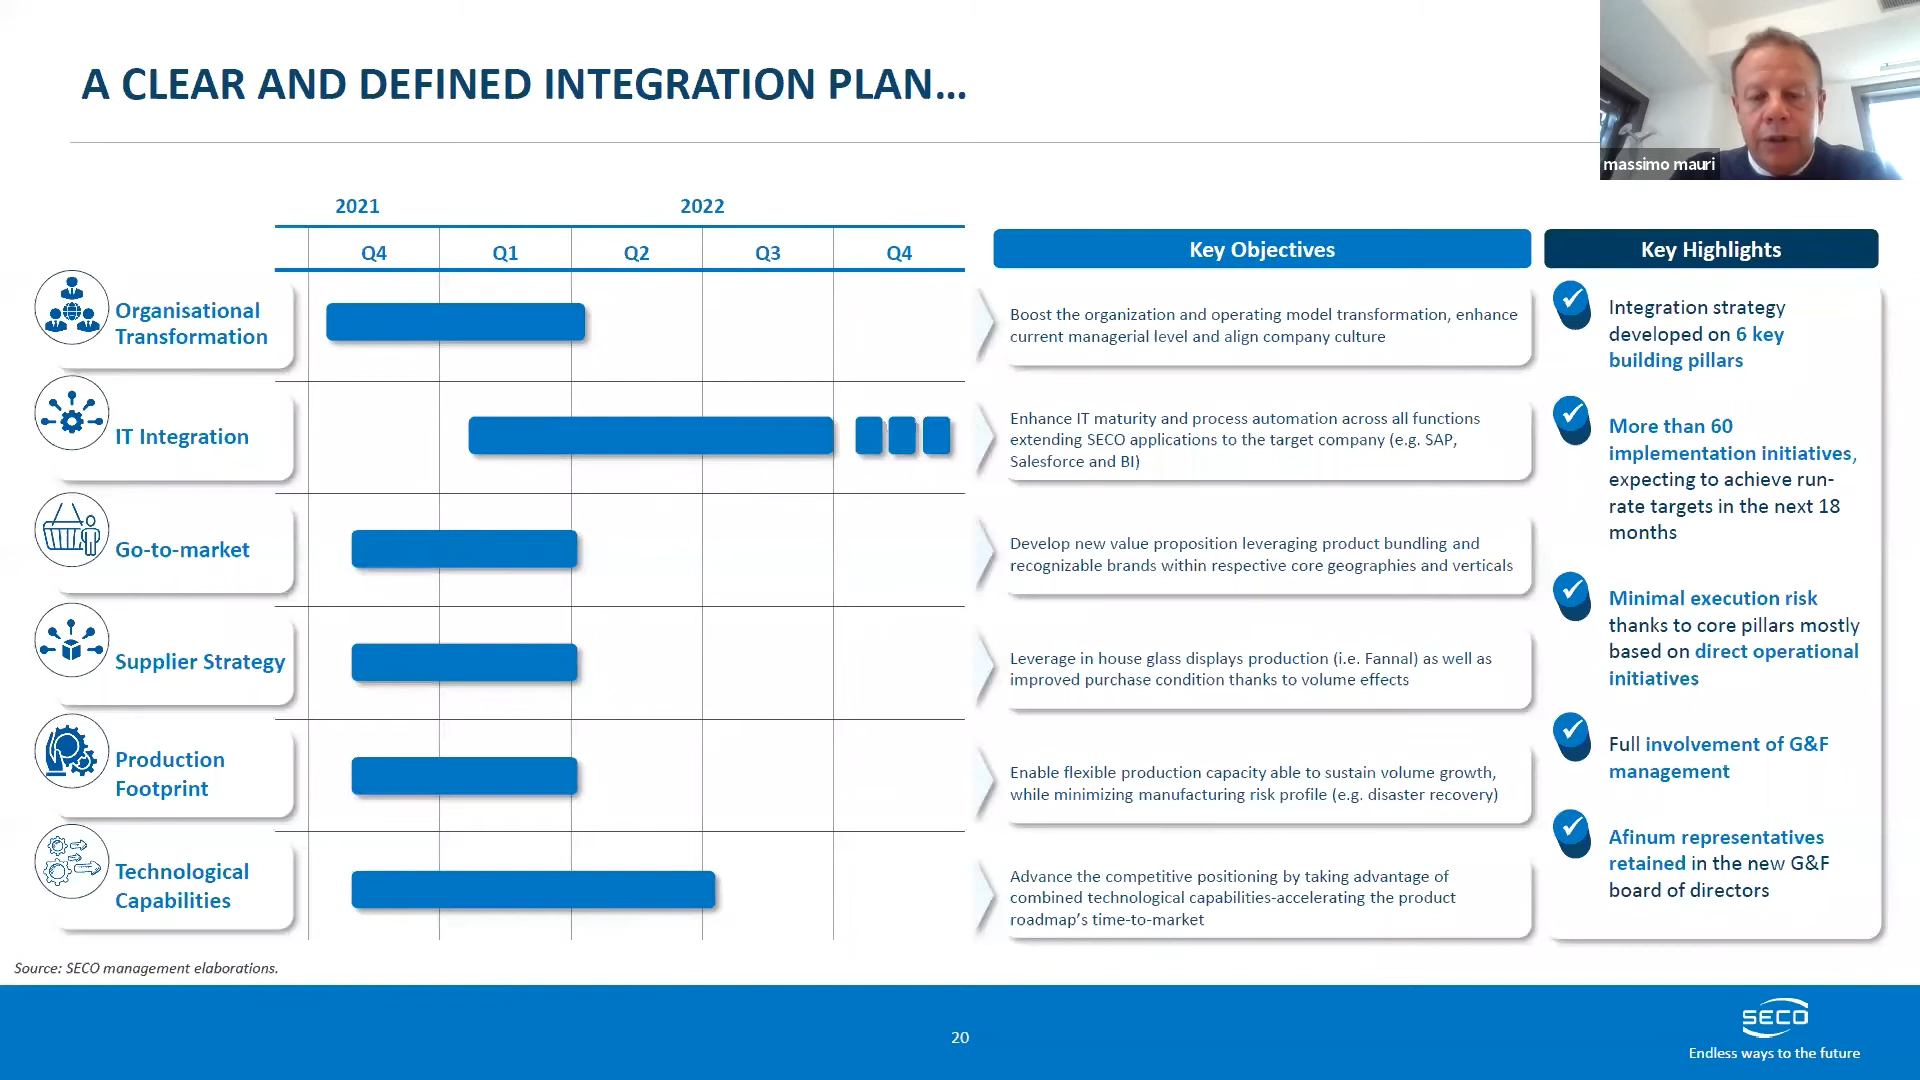 A CLEAR AND DEFINED INTEGRATION PLAN...
massimo mauri
2021
2022
Q4
Q1
Q2
Q3
Q4
Organisational
Transformation
IT Integration
Go-to-market
Supplier Strategy
Production
Footprint
Technological
Capabilities
Key Objectives
Boost the organization and operating model transformation, enhance
current managerial level and align company culture
Enhance IT maturity and process automation across all functions
extending SECO applications to the target company (e.g. SAP,
Salesforce and BI)
Develop new value proposition leveraging product bundling and
recognizable brands within respective core geographies and verticals
Leverage in house glass displays production (i.e. Fannal) as well as
improved purchase condition thanks to volume effects
Enable flexible production capacity able to sustain volume growth,
while minimizing manufacturing risk profile (e.g. disaster recovery)
Advance the competitive positioning by taking advantage of
combined technological capabilities-accelerating the product
roadmap's time-to-market
Key Highlights
Integration strategy
developed on 6 key
building pillars
More than 60
implementation initiatives,
expecting to achieve run-
rate targets in the next 18
months
Minimal execution risk
thanks to core pillars mostly
based on direct operational
initiatives
Full involvement of G&F
management
Afinum representatives
retained in the new G&F
board of directors
Source: SECO management elaborations.
20
SECO
Endless ways to the future